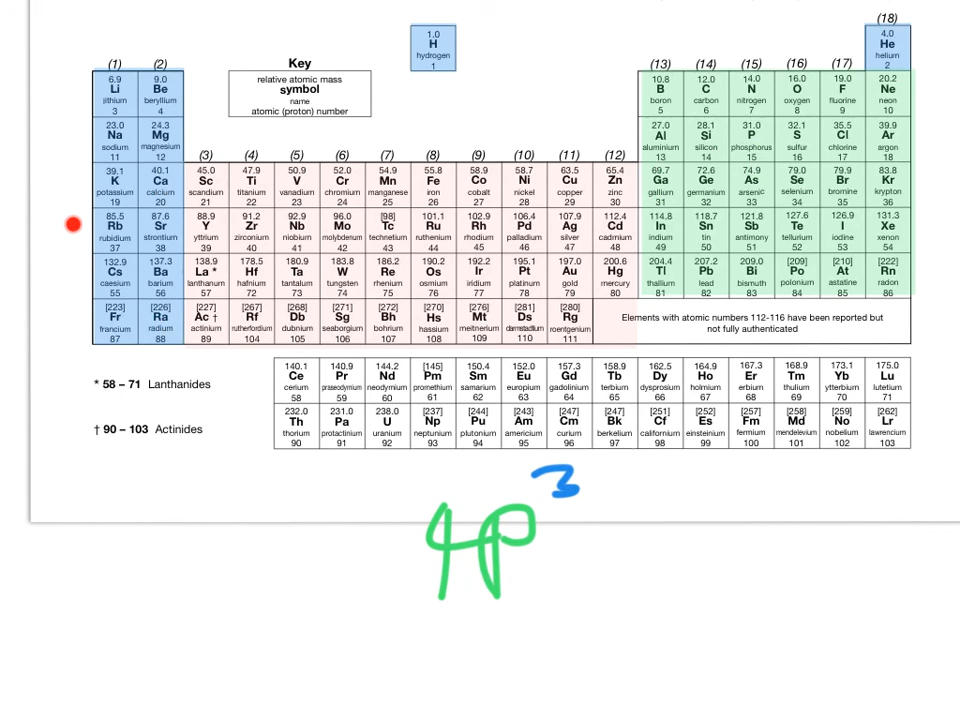 (18)
1.0 4.0
H He
hydrogen helium
(1) (2) Key 1 (13) (14) (15) (16) (17) 2
6.9 9.0 relative atomic mass 10.8 12.0 14.0 16.0 19.0 20.2
Li Be symbol B C N O F Ne
lithium beryllium name boron carbon nitrogen oxygen fluorine neon
3 4 atomic (proton) number 5 6 7 8 9 10
23.0 24.3 27.0 28.1 31.0 32.1 35.5 39.9
Na Mg Al Si P S Cl Ar
sodium magnesium aluminium silicon phosphorus sulfur chlorine argon
11 12 (3) (4) (5) (6) (7) (8) (9) (10) (11) (12) 13 14 15 16 17 18
39.1 40.1 45.0 47.9 50.9 52.0 54.9 55.8 58.9 58.7 63.5 65.4 69.7 72.6 74.9 79.0 79.9 83.8
K Ca Sc Ti V Cr Mn Fe Co Ni Cu Zn Ga Ge As Se Br Kr
potassium calcium scandium titanium vanadium chromium manganese iron cobalt nickel copper zinc gallium germanium arsenic selenium bromine krypton
19 20 21 22 23 24 25 26 27 28 29 30 31 32 33 34 35 36
85.5 87.6 88.9 91.2 92.9 96.0 [98] 101.1 102.9 106.4 107.9 112.4 114.8 118.7 121.8 127.6 126.9 131.3
Rb Sr Y Zr Nb Mo Tc Ru Rh Pd Ag Cd In Sn Sb Te I Xe
rubidium strontium yttrium zirconium niobium molybdenum technetium ruthenium rhodium palladium silver cadmium indium tin antimony tellurium iodine xenon
37 38 39 40 41 42 43 44 45 46 47 48 49 50 51 52 53 54
132.9 137.3 138.9 178.5 180.9 183.8 186.2 190.2 192.2 195.1 197.0 200.6 204.4 207.2 209.0 [209] [210] [222]
Cs Ba La * Hf Ta W Re Os Ir Pt Au Hg Tl Pb Bi Po At Rn
caesium barium lanthanum hafnium tantalum tungsten rhenium osmium iridium platinum gold mercury thallium lead bismuth polonium astatine radon
55 56 57 72 73 74 75 76 77 78 79 80 81 82 83 84 85 86
[223] [226] [227] [267] [268] [271] [272] [270] [276] [281] [280]
Fr Ra Ac † Rf Db Sg Bh Hs Mt Ds Rg Elements with atomic numbers 112-116 have been reported but
francium radium actinium rutherfordium dubnium seaborgium bohrium hassium meitnerium darmstadtium roentgenium not fully authenticated
87 88 89 104 105 106 107 108 109 110 111
140.1 140.9 144.2 [145] 150.4 152.0 157.3 158.9 162.5 164.9 167.3 168.9 173.1 175.0
* 58 – 71 Lanthanides Ce Pr Nd Pm Sm Eu Gd Tb Dy Ho Er Tm Yb Lu
cerium praseodymium neodymium promethium samarium europium gadolinium terbium dysprosium holmium erbium thulium ytterbium lutetium
58 59 60 61 62 63 64 65 66 67 68 69 70 71
232.0 231.0 238.0 [237] [244] [243] [247] [247] [251] [252] [257] [258] [259] [262]
† 90 – 103 Actinides Th Pa U Np Pu Am Cm Bk Cf Es Fm Md No Lr
thorium protactinium uranium neptunium plutonium americium curium berkelium californium einsteinium fermium mendelevium nobelium lawrencium
90 91 92 93 94 95 96 97 98 99 100 101 102 103
4p³